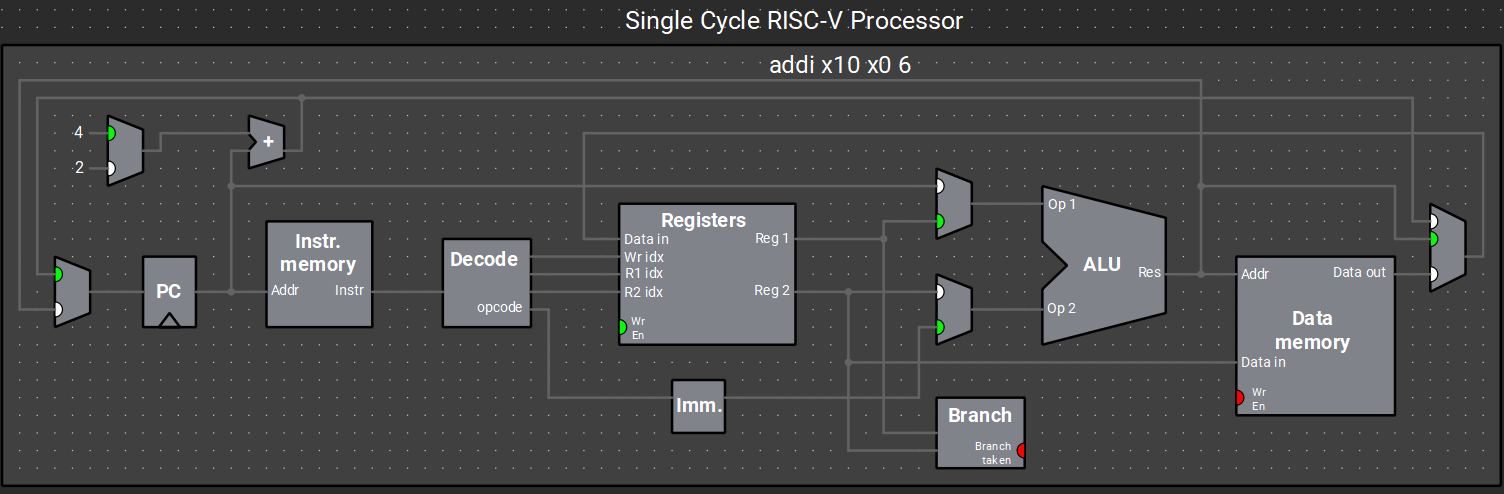 Single Cycle RISC-V Processor
addi x10 x0 6
4
2
+
PC
Instr.
memory
Addr
Instr
Decode
opcode
Registers
Data in
Wr idx
R1 idx
R2 idx
Wr
En
Reg 1
Reg 2
Imm.
Branch
Branch
taken
Op 1
Op 2
ALU
Res
Addr
Data out
Data
memory
Data in
Wr
En